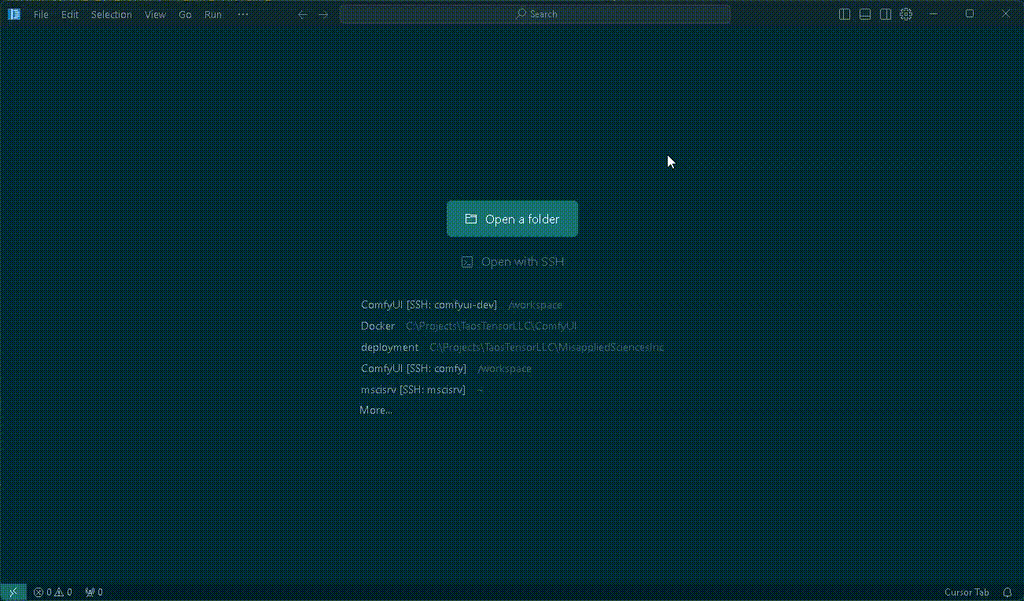 File Edit Selection View Go Run ··· Search
Open a folder
Open with SSH
ComfyUI [SSH: comfyui-dev] /workspace
Docker C:\Projects\TaosTensorLLC\ComfyUI
deployment C:\Projects\TaosTensorLLC\MisappliedSciencesInc
ComfyUI [SSH: comfy] /workspace
mscisrv [SSH: mscisrv] ~
More...
0 0 0 Cursor Tab